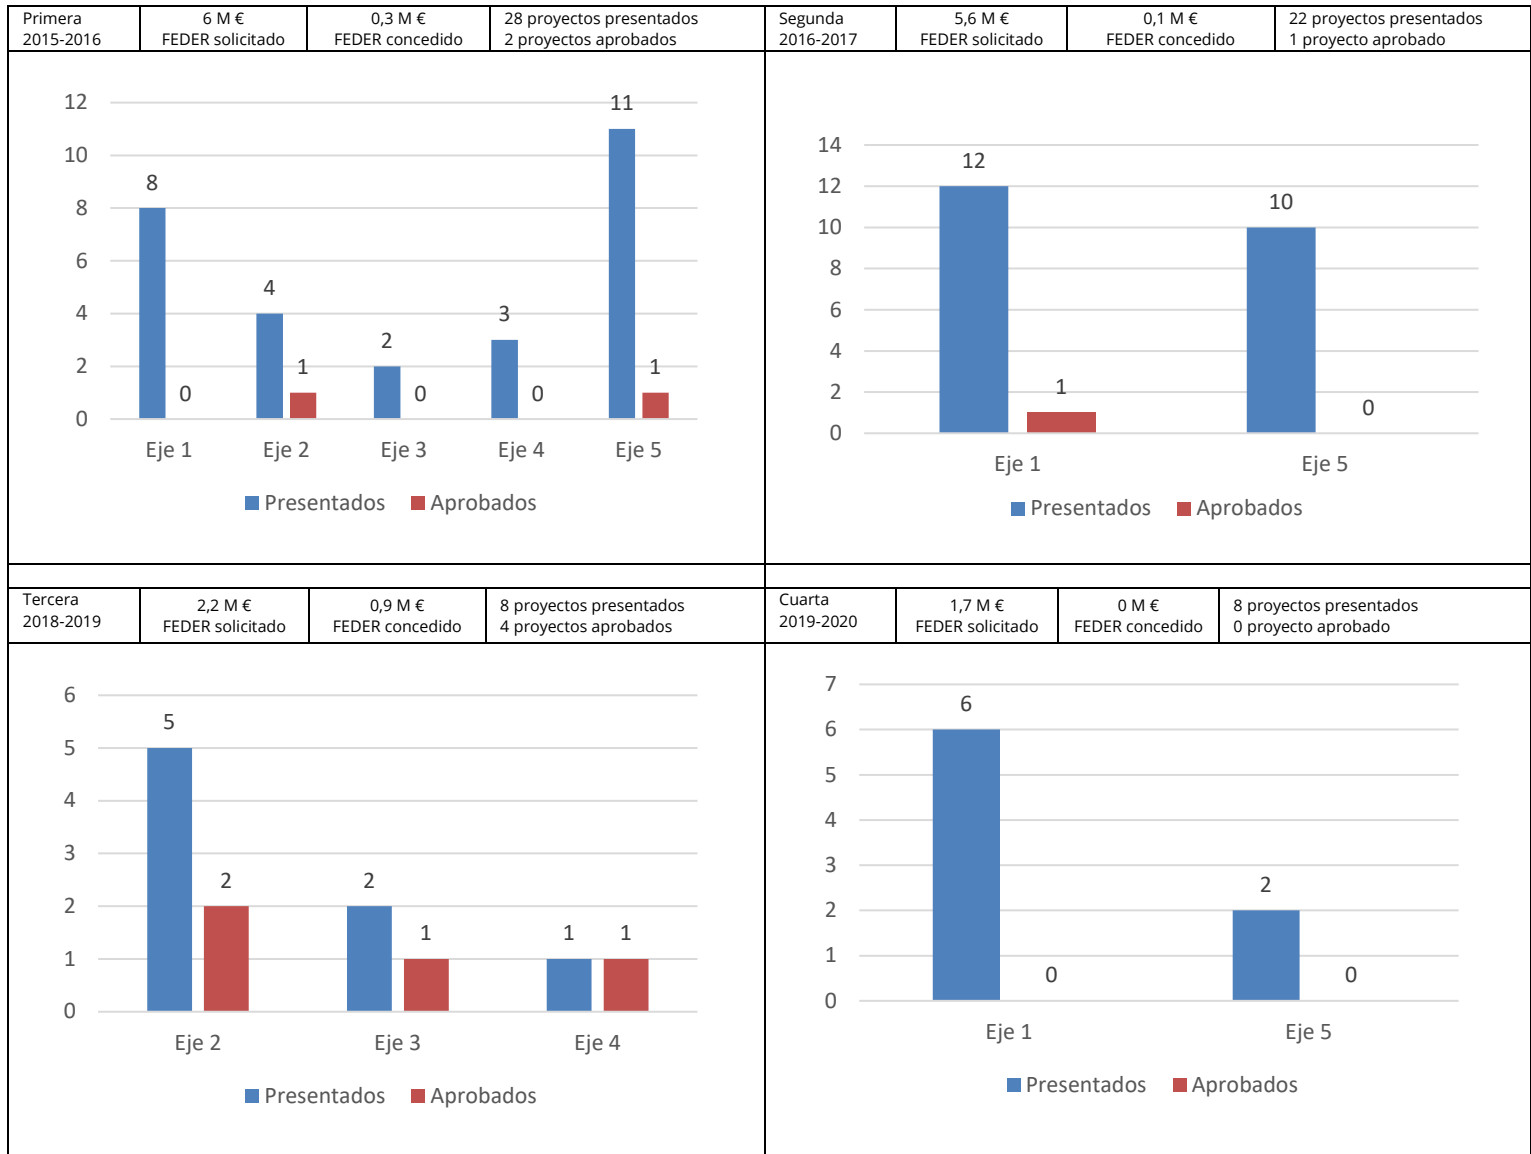 Primera
2015-2016
6 M €
FEDER solicitado
0,3 M €
FEDER concedido
28 proyectos presentados
2 proyectos aprobados
Segunda
2016-2017
5,6 M €
FEDER solicitado
0,1 M €
FEDER concedido
22 proyectos presentados
1 proyecto aprobado
12
10
8
6
4
2
0
8
0
4
1
2
0
3
0
11
1
Eje 1
Eje 2
Eje 3
Eje 4
Eje 5
Presentados
Aprobados
14
12
10
8
6
4
2
0
12
1
10
0
Eje 1
Eje 5
Presentados
Aprobados
Tercera
2018-2019
2,2 M €
FEDER solicitado
0,9 M €
FEDER concedido
8 proyectos presentados
4 proyectos aprobados
Cuarta
2019-2020
1,7 M €
FEDER solicitado
0 M €
FEDER concedido
8 proyectos presentados
0 proyecto aprobado
6
5
4
3
2
1
0
5
2
2
1
1
1
Eje 2
Eje 3
Eje 4
Presentados
Aprobados
7
6
5
4
3
2
1
0
6
0
2
0
Eje 1
Eje 5
Presentados
Aprobados